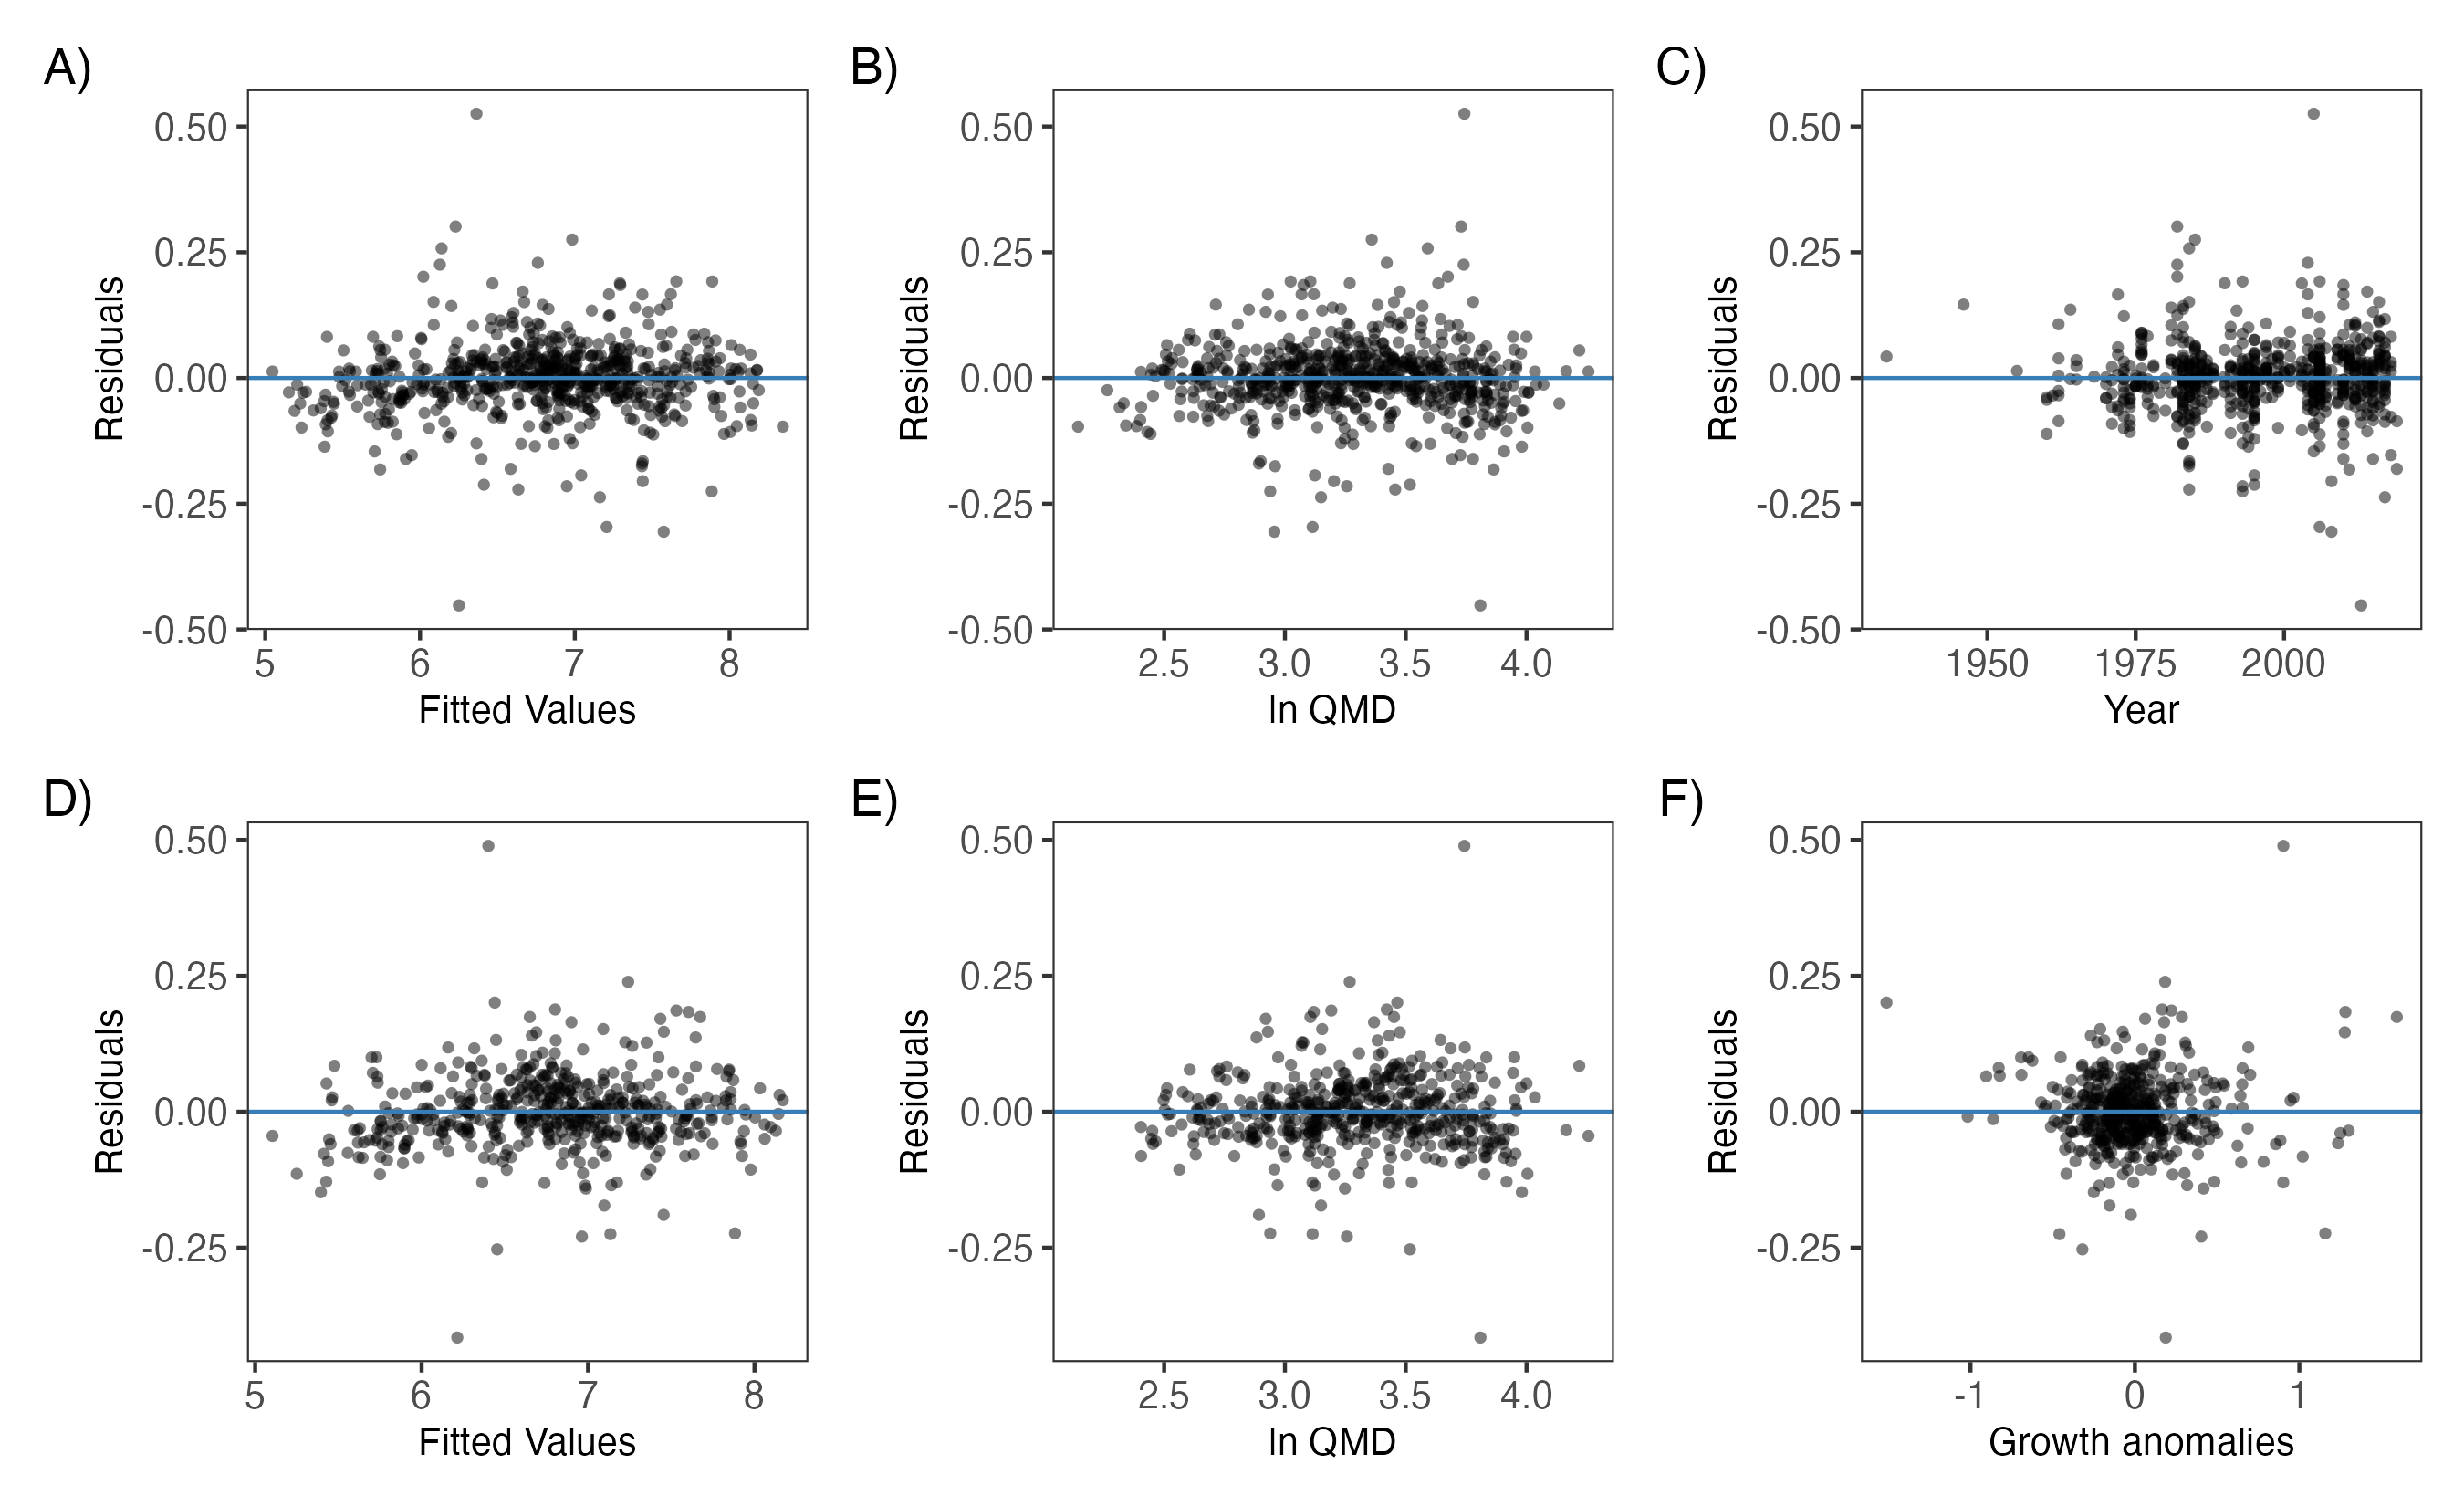 A)
0.50
0.25
0.00
-0.25
-0.50
Residuals
5 6 7 8
Fitted Values
B)
0.50
0.25
0.00
-0.25
-0.50
Residuals
2.5 3.0 3.5 4.0
ln QMD
C)
0.50
0.25
0.00
-0.25
-0.50
Residuals
1950 1975 2000
Year
D)
0.50
0.25
0.00
-0.25
Residuals
5 6 7 8
Fitted Values
E)
0.50
0.25
0.00
-0.25
Residuals
2.5 3.0 3.5 4.0
ln QMD
F)
0.50
0.25
0.00
-0.25
Residuals
-1 0 1
Growth anomalies